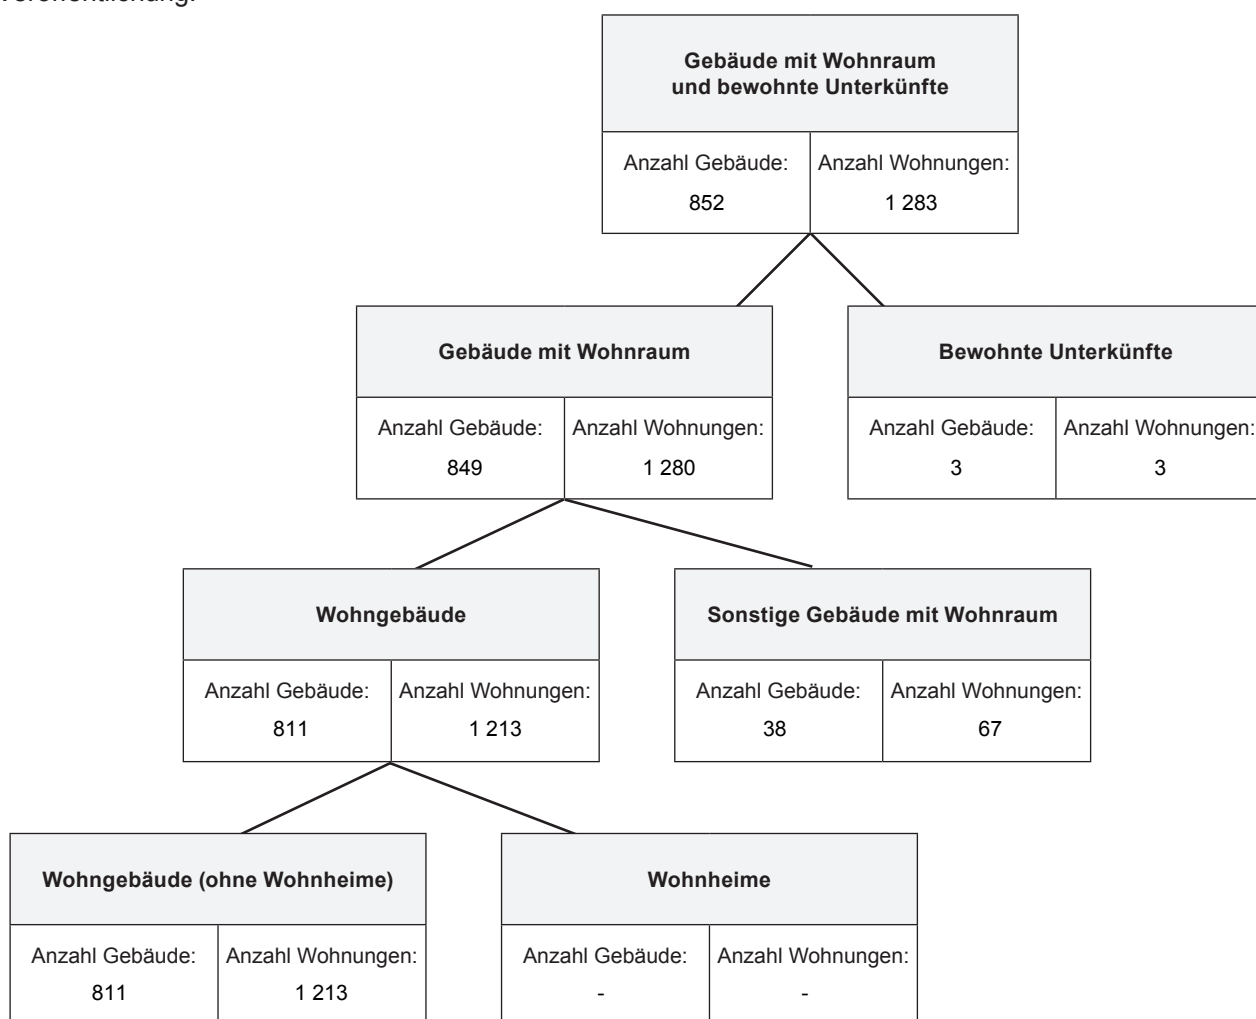 Veröffentlichung.
Gebäude mit Wohnraum
und bewohnte Unterkünfte
Anzahl Gebäude: Anzahl Wohnungen:
852 1 283
Gebäude mit Wohnraum Bewohnte Unterkünfte
Anzahl Gebäude: Anzahl Wohnungen: Anzahl Gebäude: Anzahl Wohnungen:
849 1 280 3 3
Wohngebäude Sonstige Gebäude mit Wohnraum
Anzahl Gebäude: Anzahl Wohnungen: Anzahl Gebäude: Anzahl Wohnungen:
811 1 213 38 67
Wohngebäude (ohne Wohnheime) Wohnheime
Anzahl Gebäude: Anzahl Wohnungen: Anzahl Gebäude: Anzahl Wohnungen:
811 1 213 - -